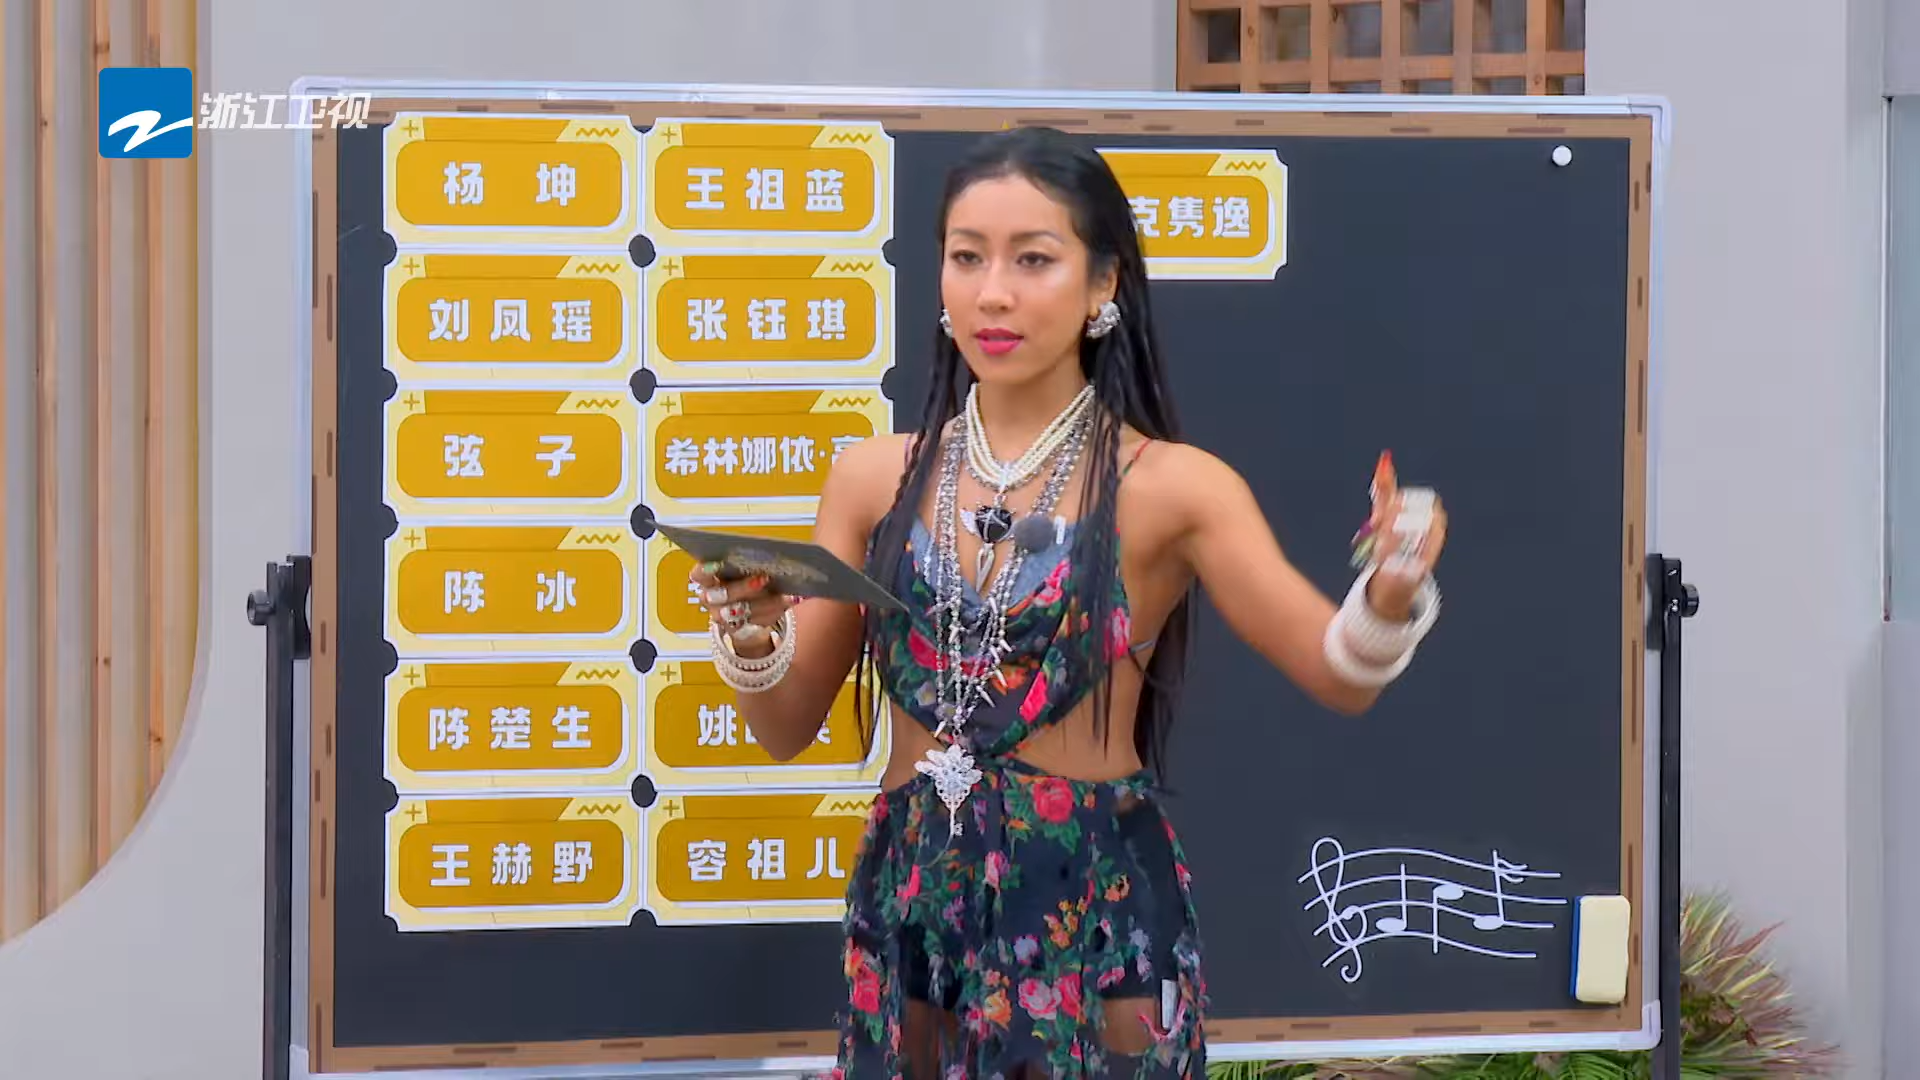 浙江卫视
杨 坤
王祖蓝
克隽逸
刘凤瑶
张钰琪
弦 子
希林娜依·
陈 冰
陈楚生
姚
王赫野
容祖儿